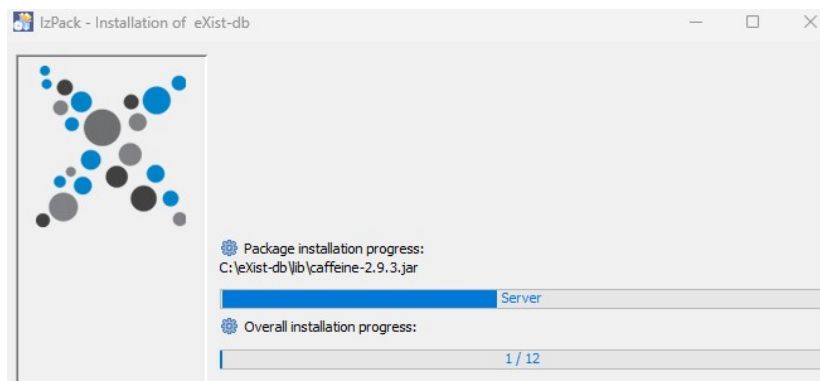 IzPack - Installation of eXist-db
Package installation progress:
C:\eXist-db\lib\caffeine-2.9.3.jar
Server
Overall installation progress:
1 / 12